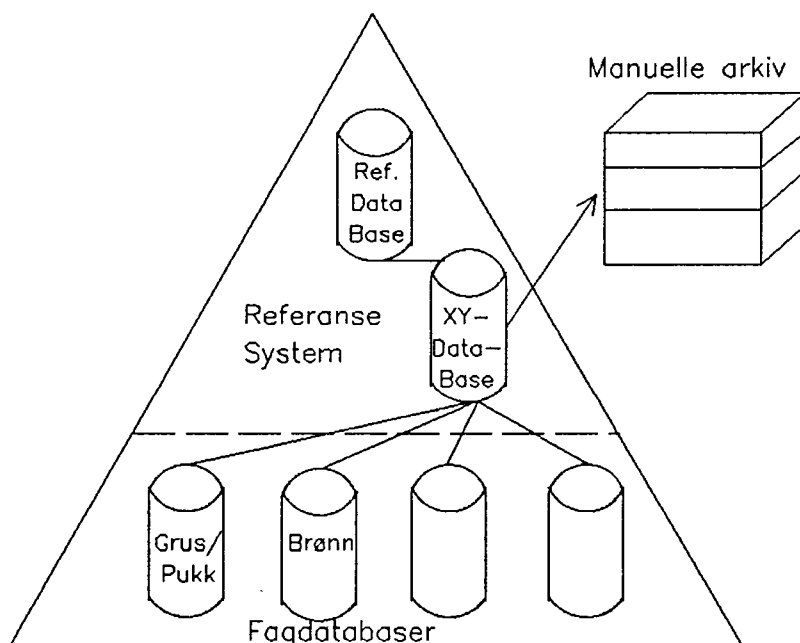 Manuelle arkiv
Ref.
Data
Base
Referanse
System
XY-
Data-
Base
Grus/
Pukk
Brønn
Fagdatabaser